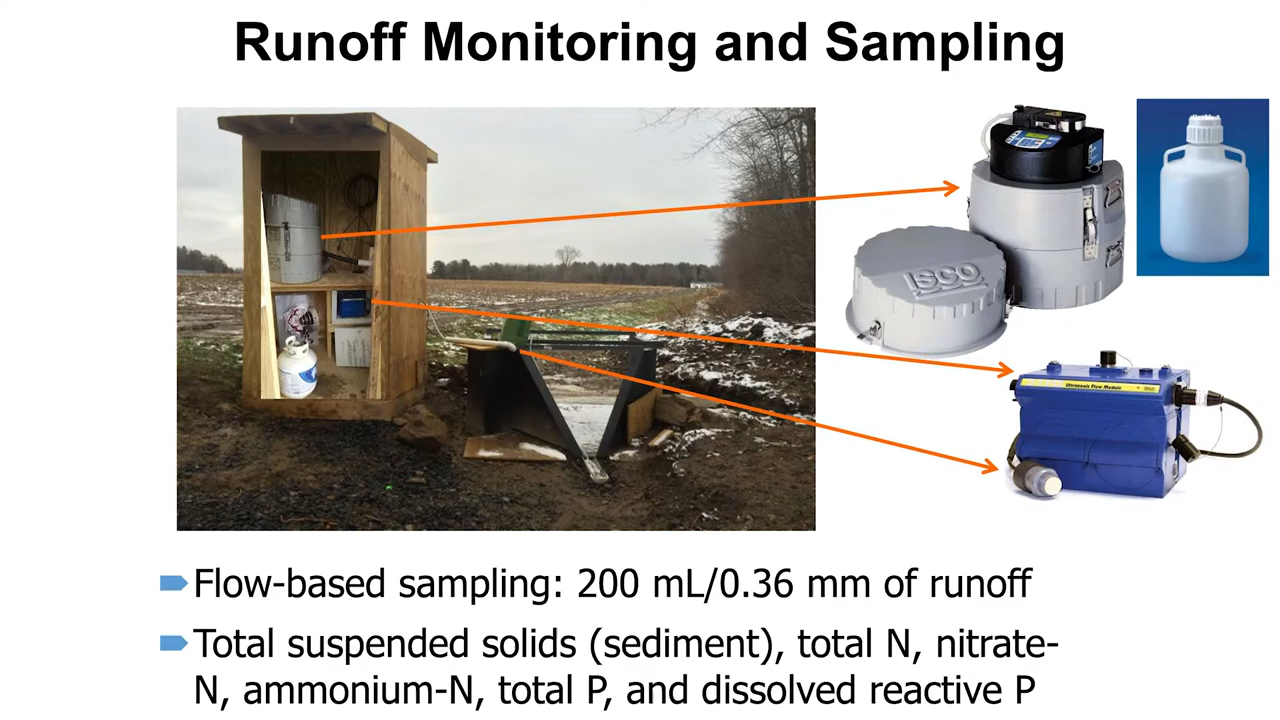 Runoff Monitoring and Sampling
ISCO
Ultrasonic Flow Module
Flow-based sampling: 200 mL/0.36 mm of runoff
Total suspended solids (sediment), total N, nitrate-
N, ammonium-N, total P, and dissolved reactive P